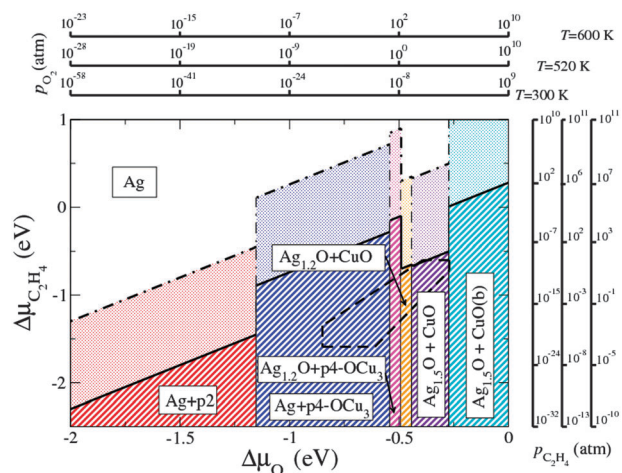 10^-23 10^-15 10^-7 10^2 10^10 T=600 K
10^-28 10^-19 10^-9 10^0 10^10 T=520 K
10^-58 10^-41 10^-24 10^-8 10^9 T=300 K
p_O2 (atm)
1
0
-1
-2
Δμ_C2H4 (eV)
Ag
Ag_1.2O+CuO
Ag_1.2O+p4-OCu_3
Ag+p2
Ag+p4-OCu_3
Ag_1.5O + CuO
Ag_1.5O + CuO(b)
-2 -1.5 -1 -0.5 0
Δμ_O (eV)
10^10 10^10 10^11
10^2 10^6 10^7
10^-7 10^1 10^3
10^-15 10^-3 10^-1
10^-24 10^-8 10^-5
10^-32 10^-13 10^-10
p_C2H4 (atm)